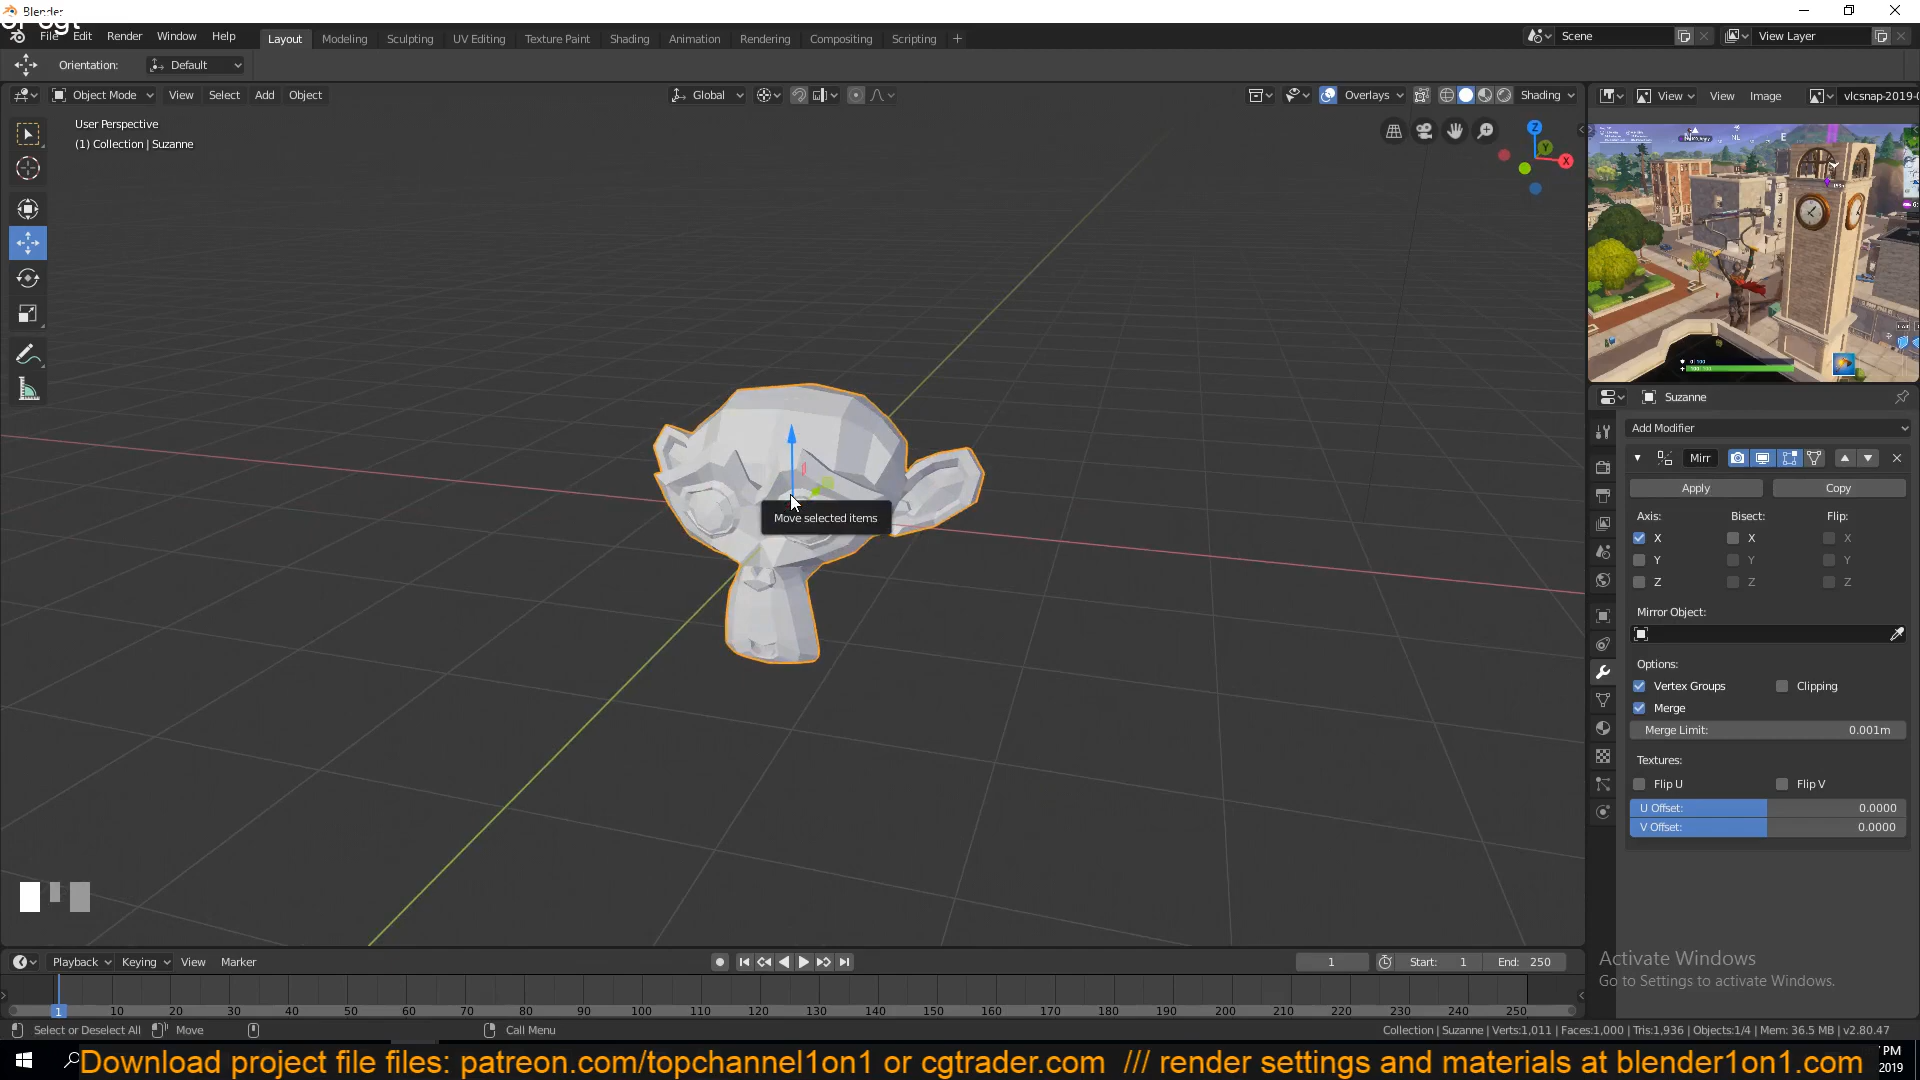 Blender
File Edit Render Window Help Layout Modeling Sculpting UV Editing Texture Paint Shading Animation Rendering Compositing Scripting + Scene View Layer
Orientation: Default
Object Mode View Select Add Object Global Overlays Shading View View Image vlcsnap-2019-0
User Perspective
(1) Collection | Suzanne
Z
Y
X
NL E
Suzanne
Add Modifier
Mirr
Apply Copy
Axis: Bisect: Flip:
X X X
Y Y Y
Z Z Z
Mirror Object:
Options:
Vertex Groups Clipping
Merge
Merge Limit: 0.001m
Textures:
Flip U Flip V
U Offset: 0.0000
V Offset: 0.0000
Move selected items
Activate Windows
Go to Settings to activate Windows.
Playback Keying View Marker 1 Start: 1 End: 250
1 10 20 30 40 50 60 70 80 90 100 110 120 130 140 150 160 170 180 190 200 210 220 230 240 250
Select or Deselect All Move Call Menu Collection | Suzanne | Verts:1,011 | Faces:1,000 | Tris:1,936 | Objects:1/4 | Mem: 36.5 MB | v2.80.47
Download project file files: patreon.com/topchannel1on1 or cgtrader.com /// render settings and materials at blender1on1.com
PM
2019